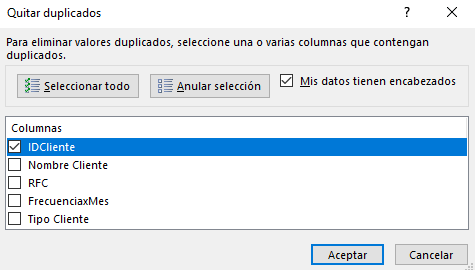 Quitar duplicados
?
Para eliminar valores duplicados, seleccione una o varias columnas que contengan
duplicados.
Seleccionar todo
Anular selección
Mis datos tienen encabezados
Columnas
IDCliente
Nombre Cliente
RFC
FrecuenciaxMes
Tipo Cliente
Aceptar
Cancelar